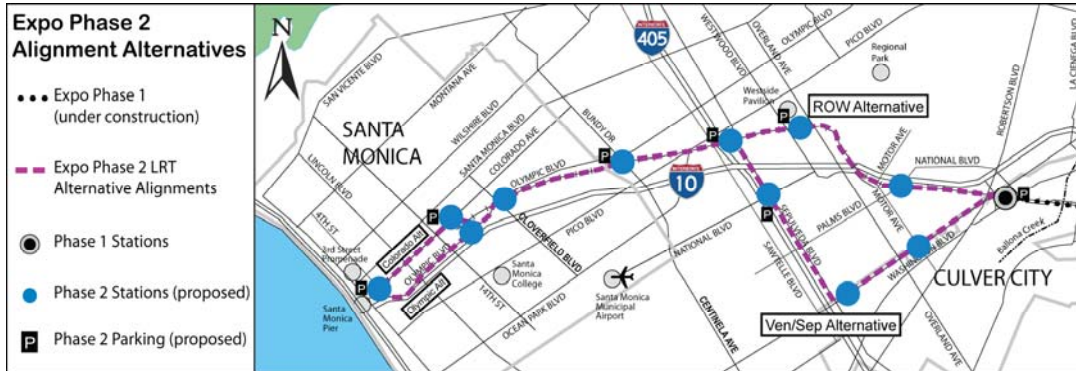 Expo Phase 2
Alignment Alternatives
Expo Phase 1
(under construction)
Expo Phase 2 LRT
Alternative Alignments
Phase 1 Stations
Phase 2 Stations (proposed)
P Phase 2 Parking (proposed)
N
SANTA
MONICA
SAN VICENTE BLVD
MONTANA AVE
WILSHIRE BLVD
SANTA MONICA BLVD
COLORADO AVE
LINCOLN BLVD
4TH ST
3rd Street
Promenade
Santa
Monica
Pier
P
P
Colorado Alt
OLYMPIC BLVD
Olympic Alt
14TH ST
OCEAN PARK BLVD
Santa
Monica
College
CLOVERFIELD BLVD
OLYMPIC BLVD
PICO BLVD
BUNDY DR
P
INTERSTATE
405
INTERSTATE
10
NATIONAL BLVD
Santa Monica
Municipal
Airport
CENTINELA AVE
SAWTELLE BLVD
SEPULVEDA BLVD
P
P
WESTWOOD BLVD
OVERLAND AVE
OLYMPIC BLVD
PICO BLVD
Regional
Park
Westside
Pavilion
P
ROW Alternative
MOTOR AVE
NATIONAL BLVD
PALMS BLVD
MOTOR AVE
WASHINGTON BLVD
OVERLAND AVE
Ven/Sep Alternative
ROBERTSON BLVD
LA CIENEGA BLVD
P
Ballona Creek
CULVER CITY